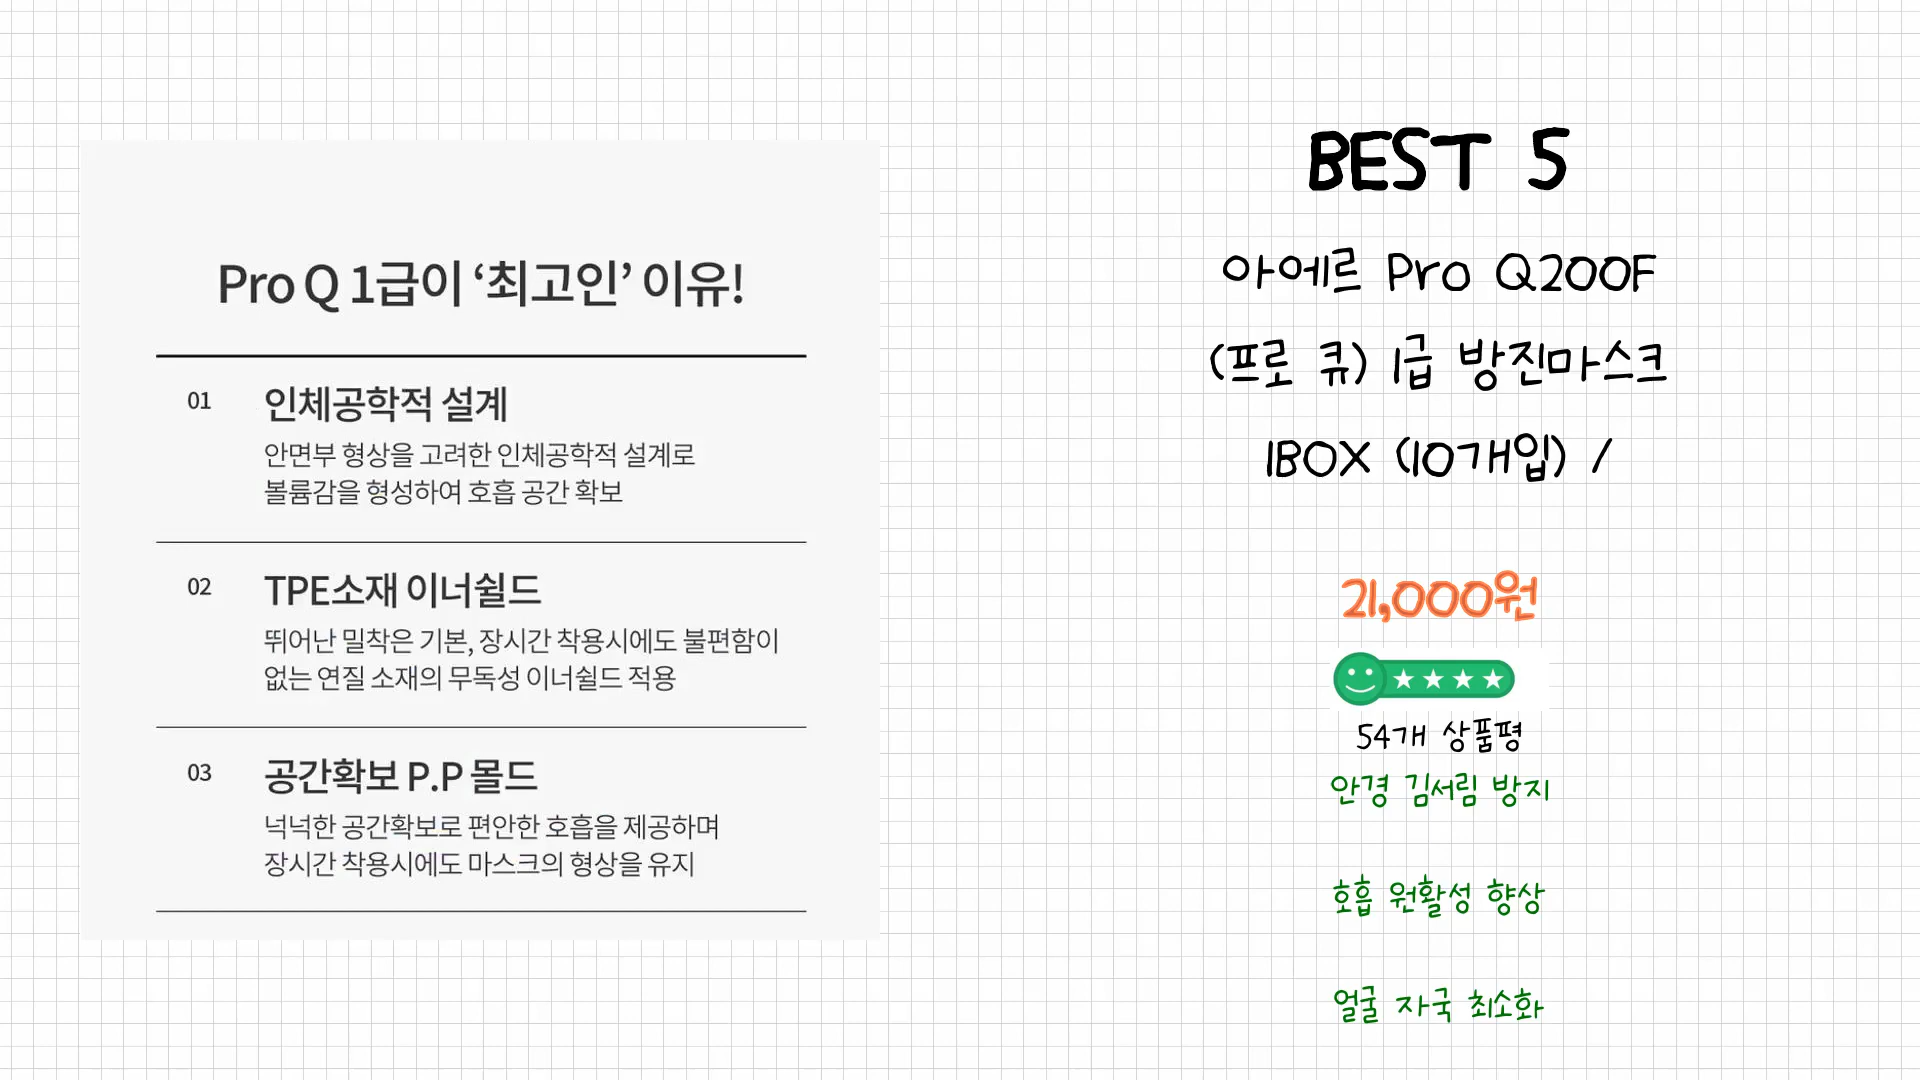 Pro Q 1급이 ‘최고인’ 이유!
01
인체공학적 설계
안면부 형상을 고려한 인체공학적 설계로
볼륨감을 형성하여 호흡 공간 확보
02
TPE소재 이너쉴드
뛰어난 밀착은 기본, 장시간 착용시에도 불편함이
없는 연질 소재의 무독성 이너쉴드 적용
03
공간확보 P.P 몰드
넉넉한 공간확보로 편안한 호흡을 제공하며
장시간 착용시에도 마스크의 형상을 유지
BEST 5
아에르 Pro Q200F
(프로 큐) 1급 방진마스크
1BOX (10개입) /
21,000원
54개 상품평
안경 김서림 방지
호흡 원활성 향상
얼굴 자국 최소화